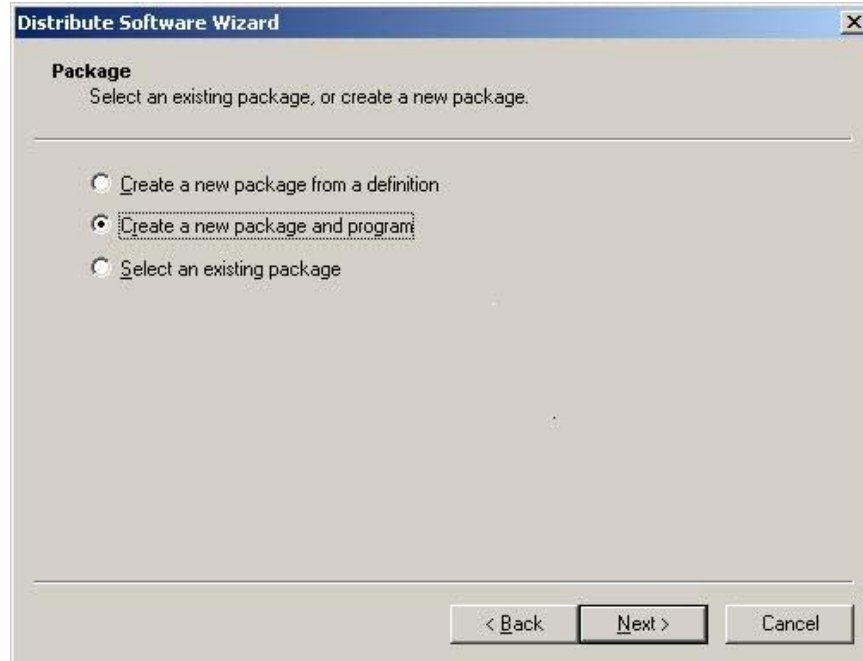 Distribute Software Wizard
Package
Select an existing package, or create a new package.
Create a new package from a definition
Create a new package and program
Select an existing package
< Back
Next >
Cancel